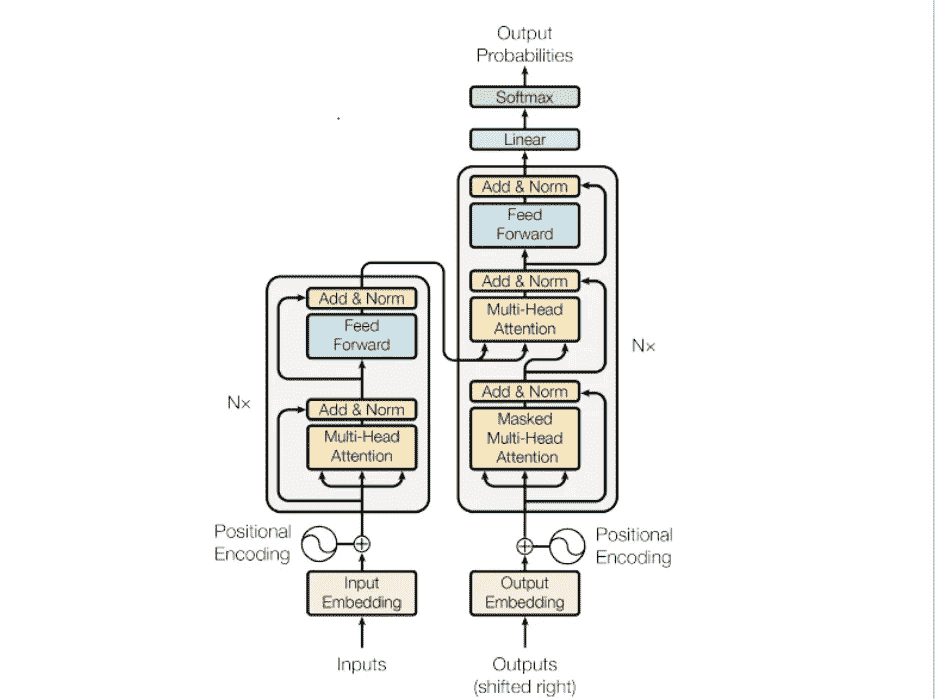 Output
Probabilities
Softmax
Linear
Add & Norm
Feed
Forward
Add & Norm
Multi-Head
Attention
Add & Norm
Masked
Multi-Head
Attention
Nx
Positional
Encoding
Output
Embedding
Outputs
(shifted right)
Add & Norm
Feed
Forward
Add & Norm
Multi-Head
Attention
Nx
Positional
Encoding
Input
Embedding
Inputs